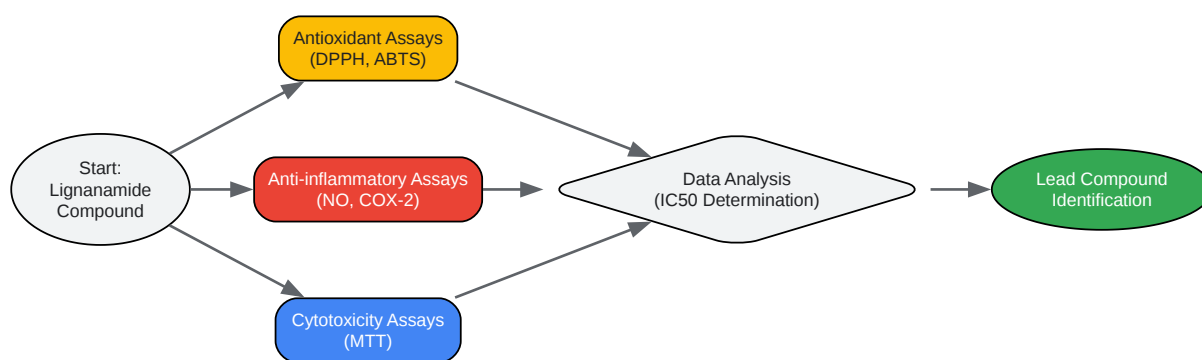 Start:
Lignanamide
Compound
Antioxidant Assays
(DPPH, ABTS)
Anti-inflammatory Assays
(NO, COX-2)
Cytotoxicity Assays
(MTT)
Data Analysis
(IC50 Determination)
Lead Compound
Identification